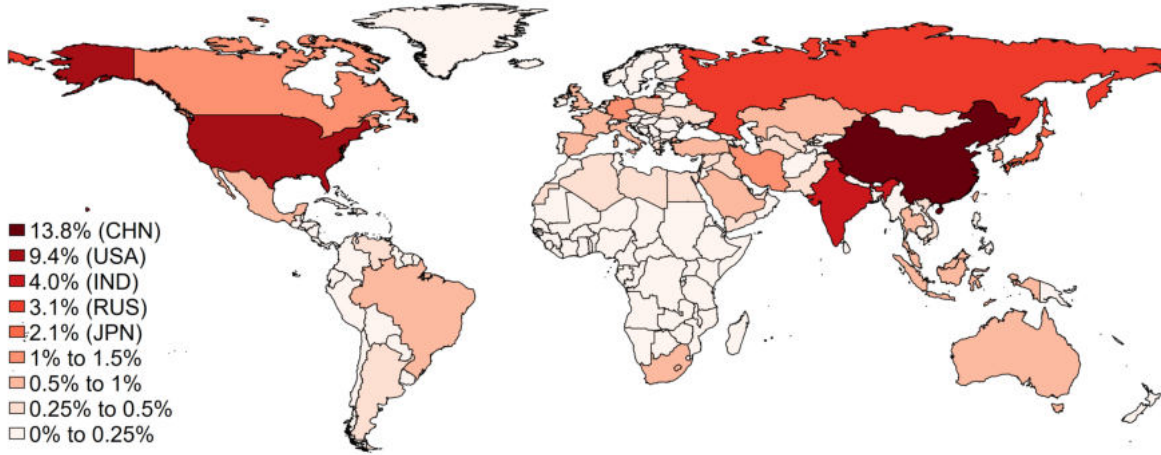 13.8% (CHN)
9.4% (USA)
4.0% (IND)
3.1% (RUS)
2.1% (JPN)
1% to 1.5%
0.5% to 1%
0.25% to 0.5%
0% to 0.25%